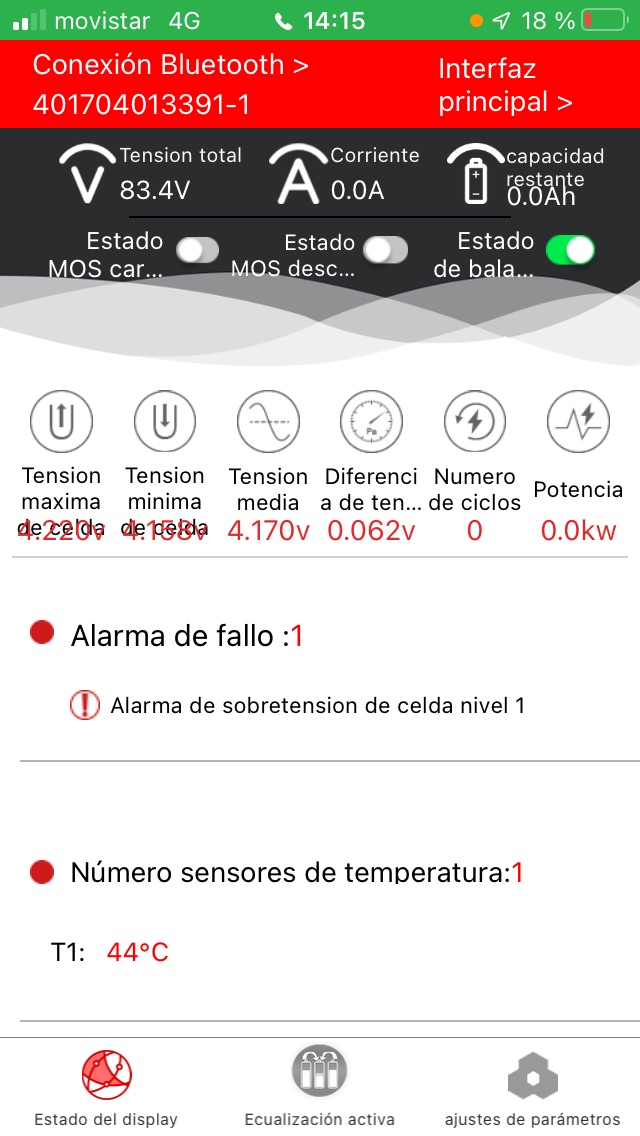 movistar 4G 14:15 18 %
Conexión Bluetooth >
401704013391-1
Interfaz
principal >
V Tension total
83.4V
A Corriente
0.0A
capacidad
restante
0.0Ah
Estado
MOS car...
Estado
MOS desc...
Estado
de bala...
Tension
maxima
de celda
4.220v
Tension
minima
de celda
4.158v
Tension
media
4.170v
Pa
Diferenci
a de ten...
0.062v
Numero
de ciclos
0
Potencia
0.0kw
Alarma de fallo :1
Alarma de sobretension de celda nivel 1
Número sensores de temperatura:1
T1: 44°C
Estado del display
Ecualización activa
ajustes de parámetros